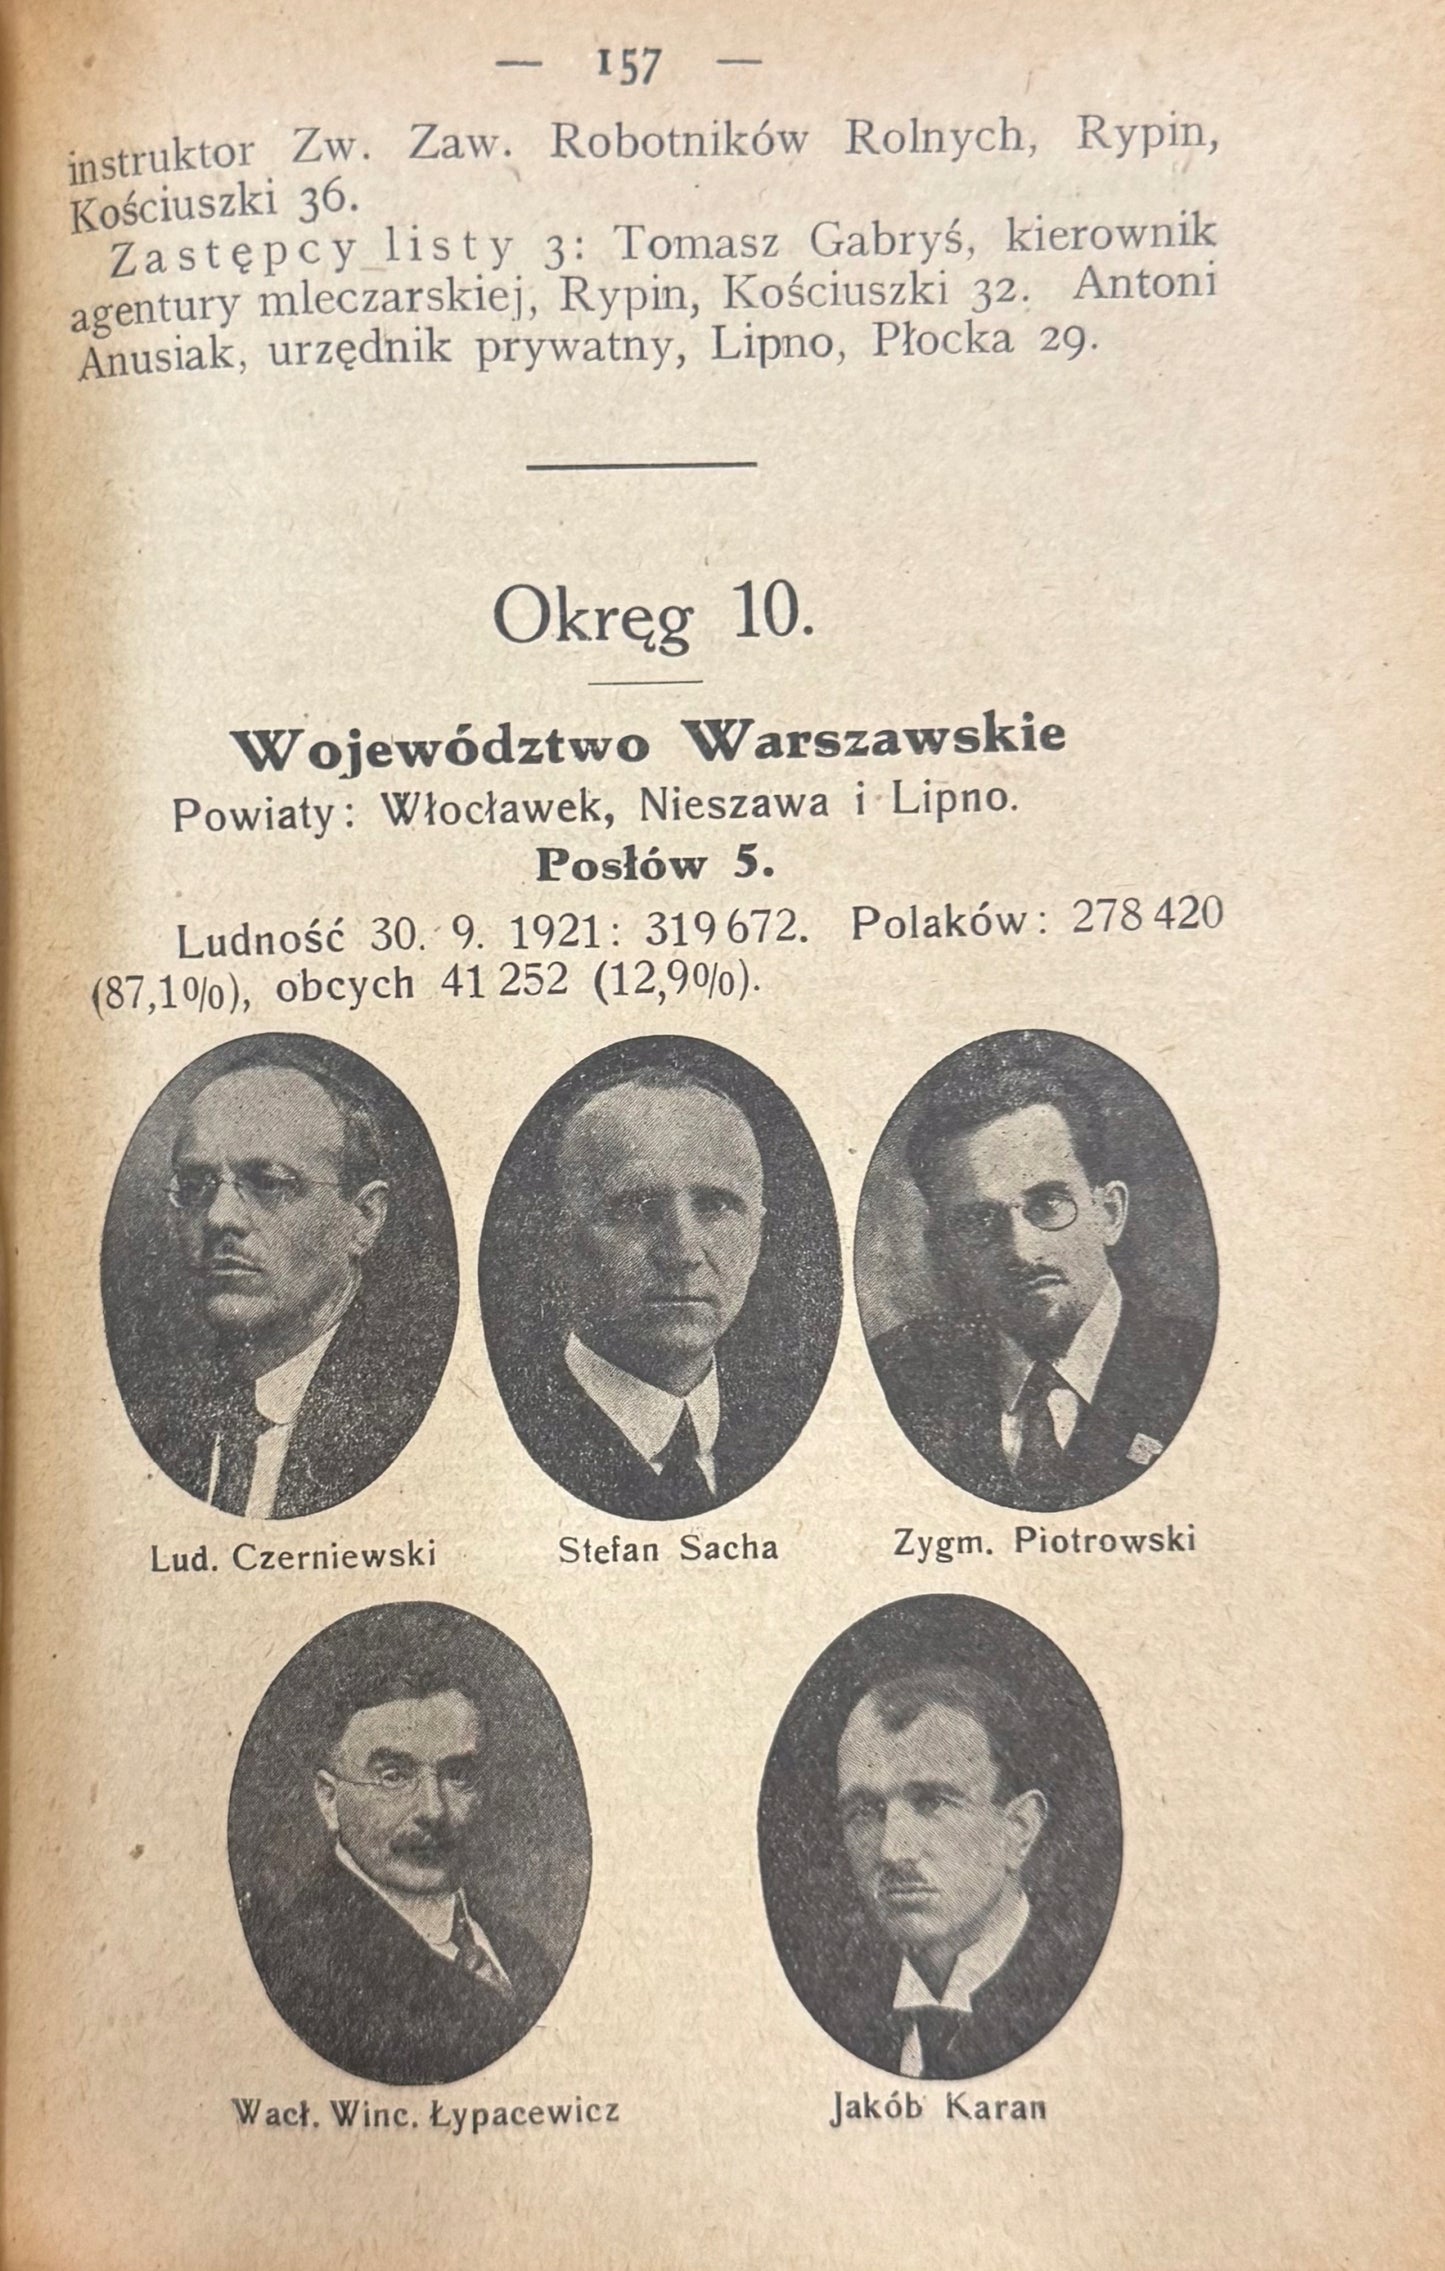 — 157 —
instruktor Zw. Zaw. Robotników Rolnych, Rypin,
Kościuszki 36.
Zastępcy listy 3: Tomasz Gabryś, kierownik
agentury mleczarskiej, Rypin, Kościuszki 32. Antoni
Anusiak, urzędnik prywatny, Lipno, Płocka 29.
Okręg 10.
Województwo Warszawskie
Powiaty: Włocławek, Nieszawa i Lipno.
Posłów 5.
Ludność 30. 9. 1921: 319 672. Polaków: 278 420
(87,1%), obcych 41 252 (12,9%).
Lud. Czerniewski
Stefan Sacha
Zygm. Piotrowski
Wacł. Winc. Łypacewicz
Jakób Karan